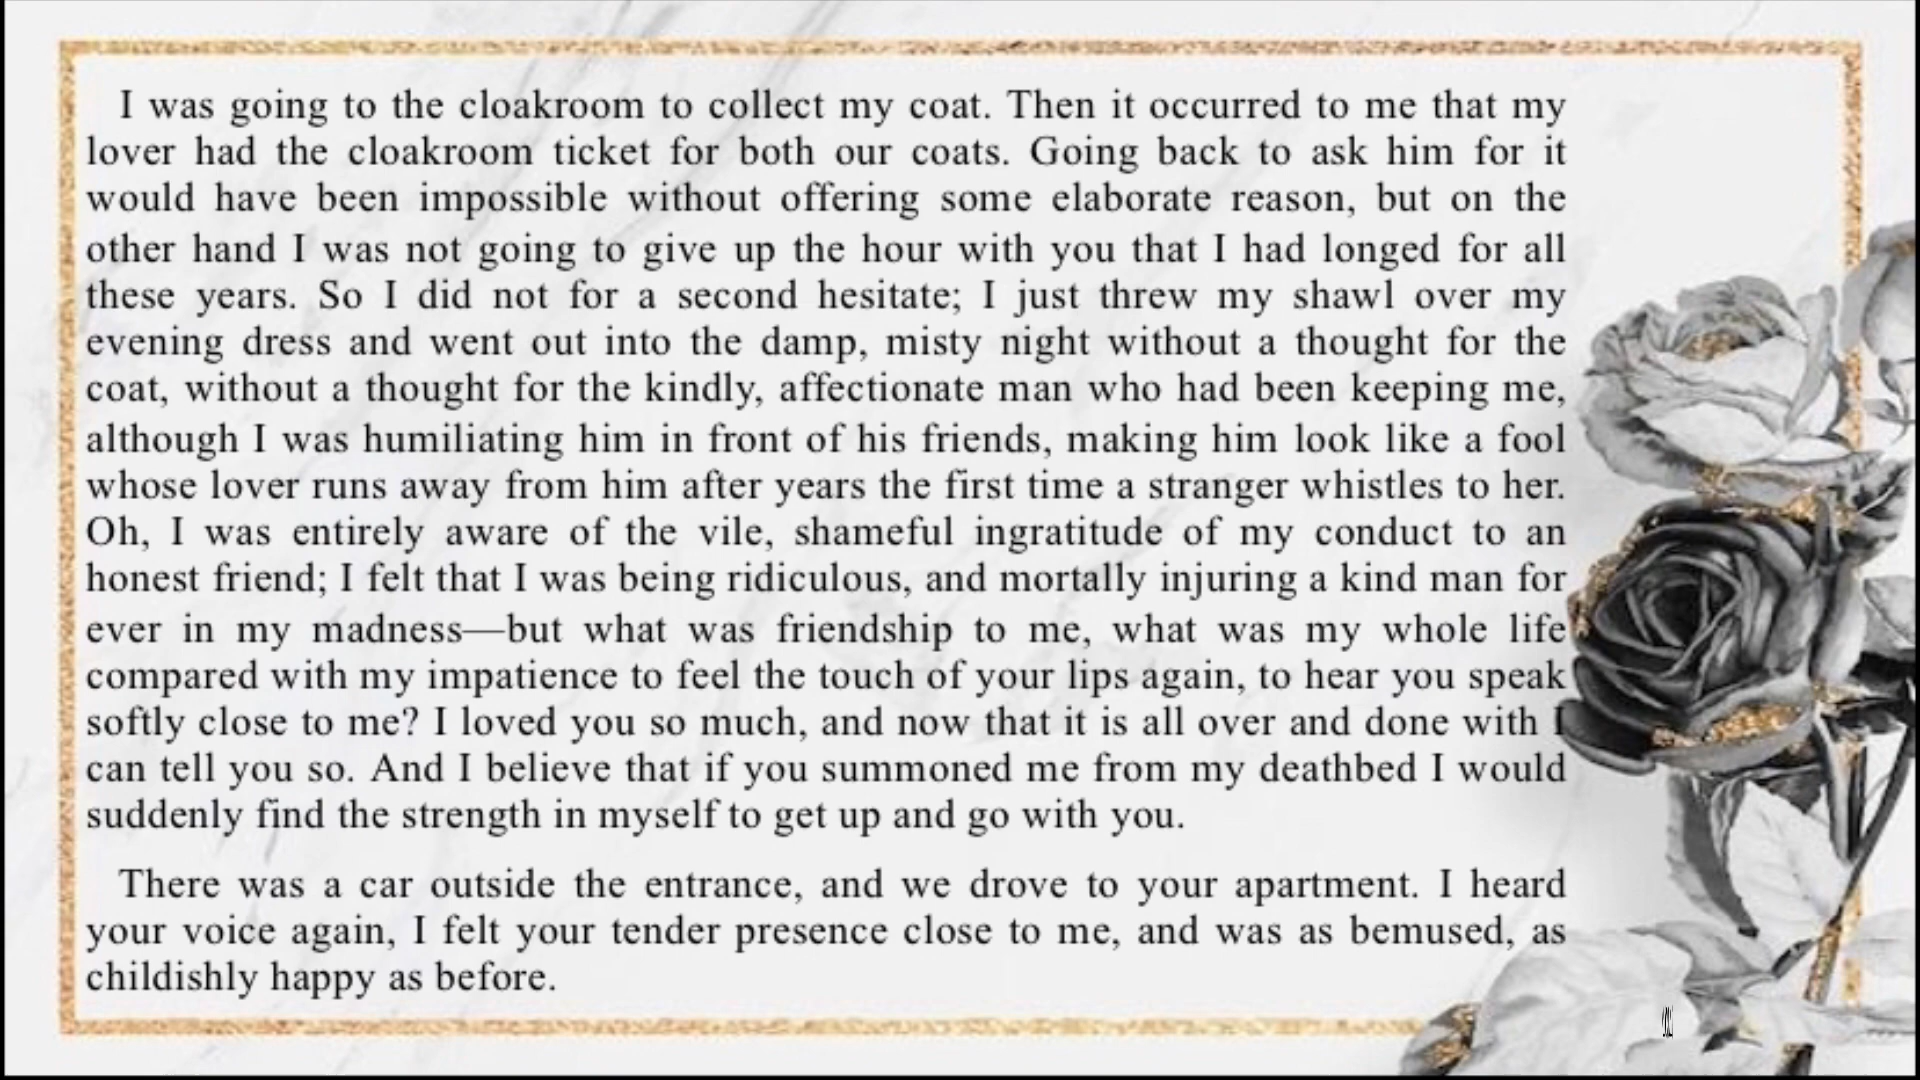 I was going to the cloakroom to collect my coat. Then it occurred to me that my
lover had the cloakroom ticket for both our coats. Going back to ask him for it
would have been impossible without offering some elaborate reason, but on the
other hand I was not going to give up the hour with you that I had longed for all
these years. So I did not for a second hesitate; I just threw my shawl over my
evening dress and went out into the damp, misty night without a thought for the
coat, without a thought for the kindly, affectionate man who had been keeping me,
although I was humiliating him in front of his friends, making him look like a fool
whose lover runs away from him after years the first time a stranger whistles to her.
Oh, I was entirely aware of the vile, shameful ingratitude of my conduct to an
honest friend; I felt that I was being ridiculous, and mortally injuring a kind man for
ever in my madness—but what was friendship to me, what was my whole life
compared with my impatience to feel the touch of your lips again, to hear you speak
softly close to me? I loved you so much, and now that it is all over and done with I
can tell you so. And I believe that if you summoned me from my deathbed I would
suddenly find the strength in myself to get up and go with you.
There was a car outside the entrance, and we drove to your apartment. I heard
your voice again, I felt your tender presence close to me, and was as bemused, as
childishly happy as before.